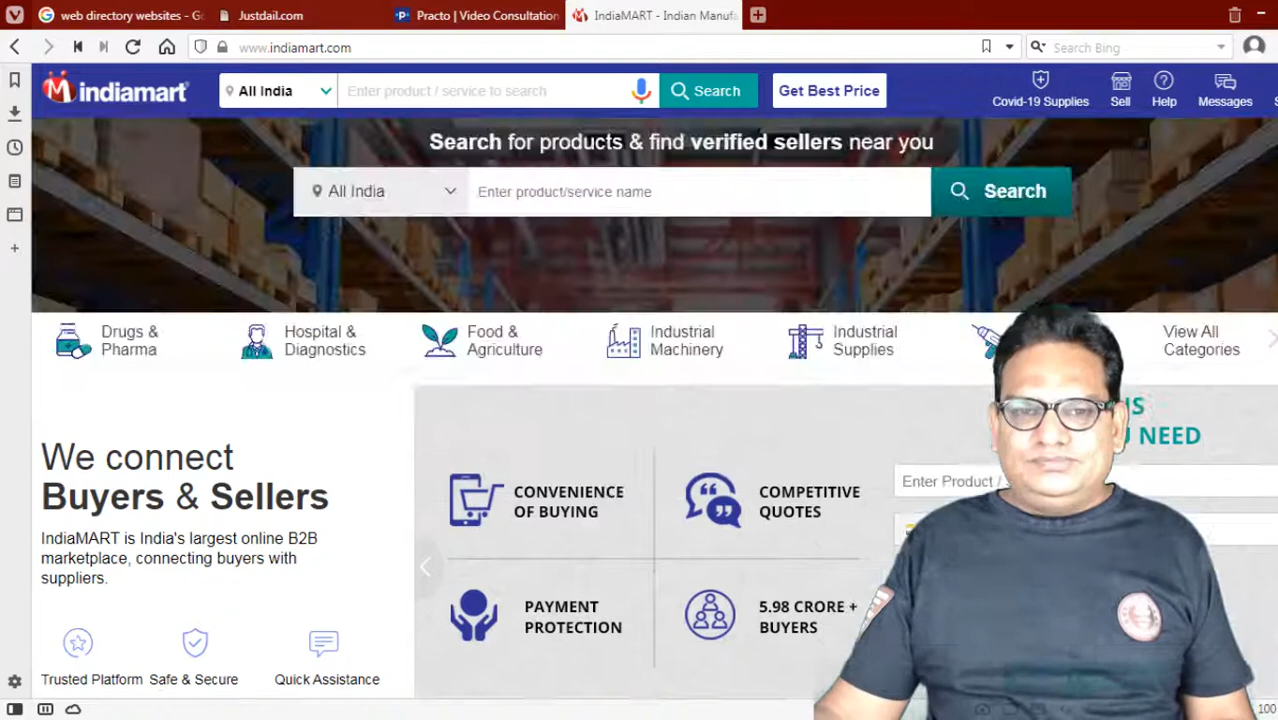 web directory websites - Go
Justdail.com
Practo | Video Consultation
IndiaMART - Indian Manufa
www.indiamart.com
Search Bing
indiamart
All India
Enter product / service to search
Search
Get Best Price
Covid-19 Supplies
Sell
Help
Messages
Search for products & find verified sellers near you
All India
Enter product/service name
Search
Drugs &
Pharma
Hospital &
Diagnostics
Food &
Agriculture
Industrial
Machinery
Industrial
Supplies
View All
Categories
We connect
Buyers & Sellers
IndiaMART is India's largest online B2B
marketplace, connecting buyers with
suppliers.
Trusted Platform
Safe & Secure
Quick Assistance
CONVENIENCE
OF BUYING
COMPETITIVE
QUOTES
PAYMENT
PROTECTION
5.98 CRORE +
BUYERS
NEED
Enter Product /
100